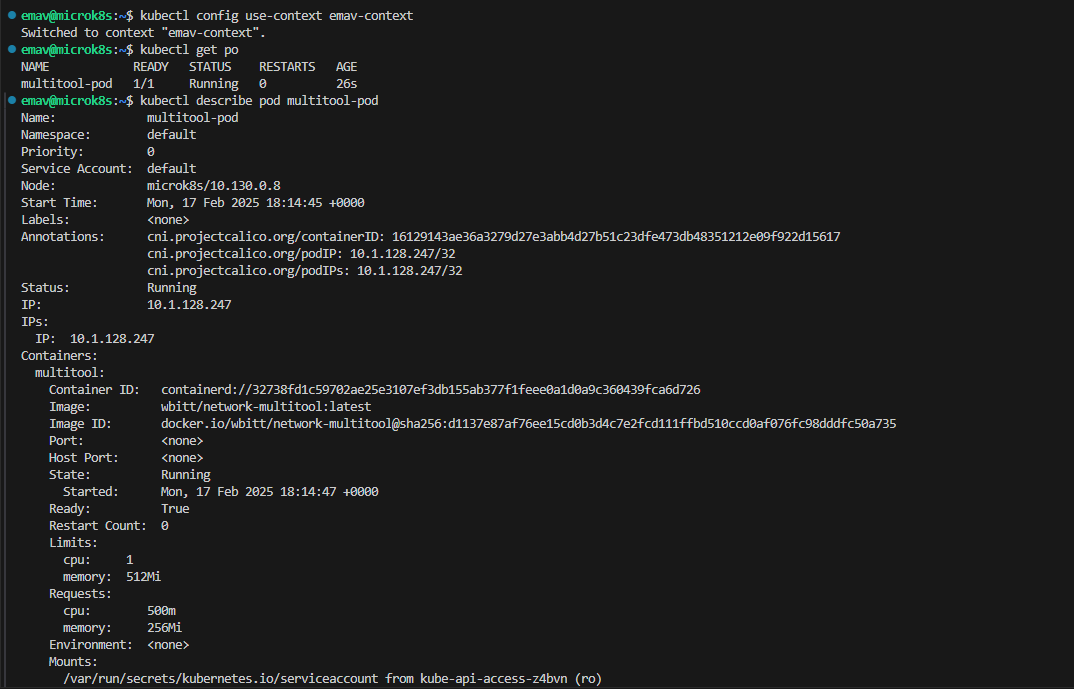 emav@microk8s:~$ kubectl config use-context emav-context
Switched to context "emav-context".
emav@microk8s:~$ kubectl get po
NAME            READY   STATUS    RESTARTS   AGE
multitool-pod   1/1     Running   0          26s
emav@microk8s:~$ kubectl describe pod multitool-pod
Name:             multitool-pod
Namespace:        default
Priority:         0
Service Account:  default
Node:             microk8s/10.130.0.8
Start Time:       Mon, 17 Feb 2025 18:14:45 +0000
Labels:           <none>
Annotations:      cni.projectcalico.org/containerID: 16129143ae36a3279d27e3abb4d27b51c23dfe473db48351212e09f922d15617
                  cni.projectcalico.org/podIP: 10.1.128.247/32
                  cni.projectcalico.org/podIPs: 10.1.128.247/32
Status:           Running
IP:               10.1.128.247
IPs:
  IP:  10.1.128.247
Containers:
  multitool:
    Container ID:   containerd://32738fd1c59702ae25e3107ef3db155ab377f1feee0a1d0a9c360439fca6d726
    Image:          wbitt/network-multitool:latest
    Image ID:       docker.io/wbitt/network-multitool@sha256:d1137e87af76ee15cd0b3d4c7e2fcd111ffbd510ccd0af076fc98dddfc50a735
    Port:           <none>
    Host Port:      <none>
    State:          Running
      Started:      Mon, 17 Feb 2025 18:14:47 +0000
    Ready:          True
    Restart Count:  0
    Limits:
      cpu:     1
      memory:  512Mi
    Requests:
      cpu:        500m
      memory:     256Mi
    Environment:  <none>
    Mounts:
      /var/run/secrets/kubernetes.io/serviceaccount from kube-api-access-z4bvn (ro)